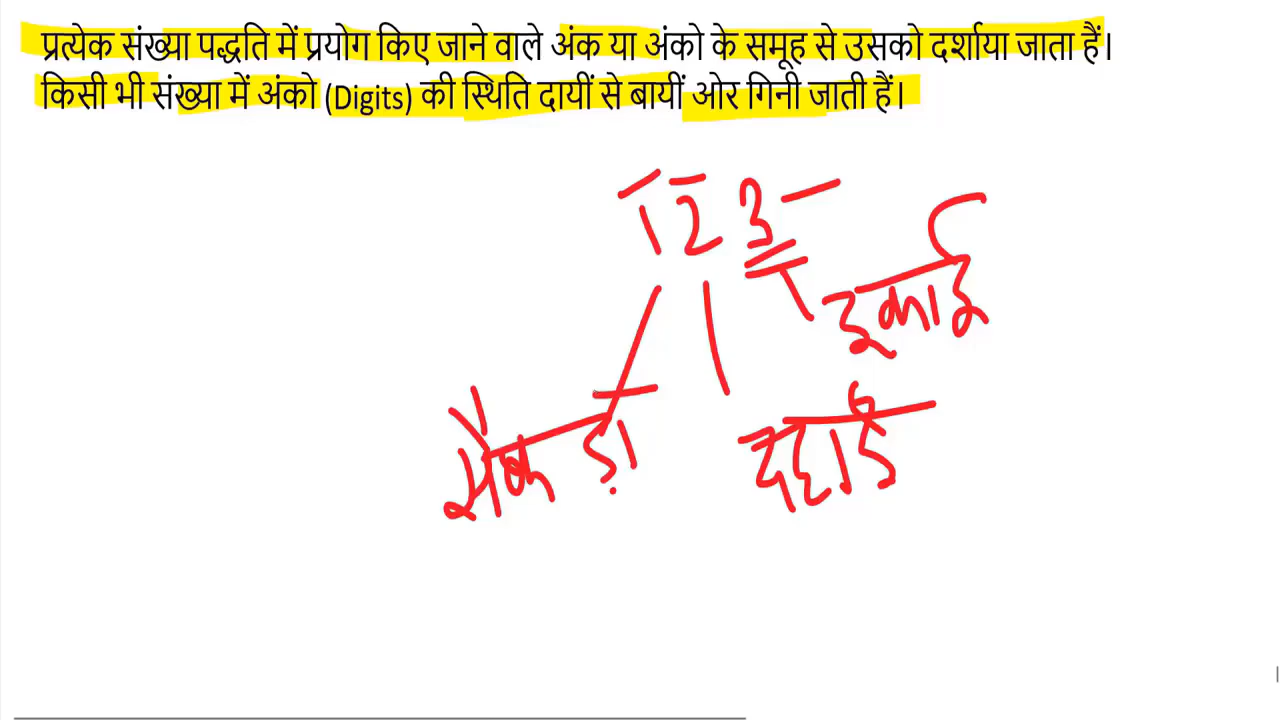 प्रत्येक संख्या पद्धति में प्रयोग किए जाने वाले अंक या अंको के समूह से उसको दर्शाया जाता हैं।
किसी भी संख्या में अंको (Digits) की स्थिति दायीं से बायीं ओर गिनी जाती हैं।
123
इकाई
सैकड़ा दहाई